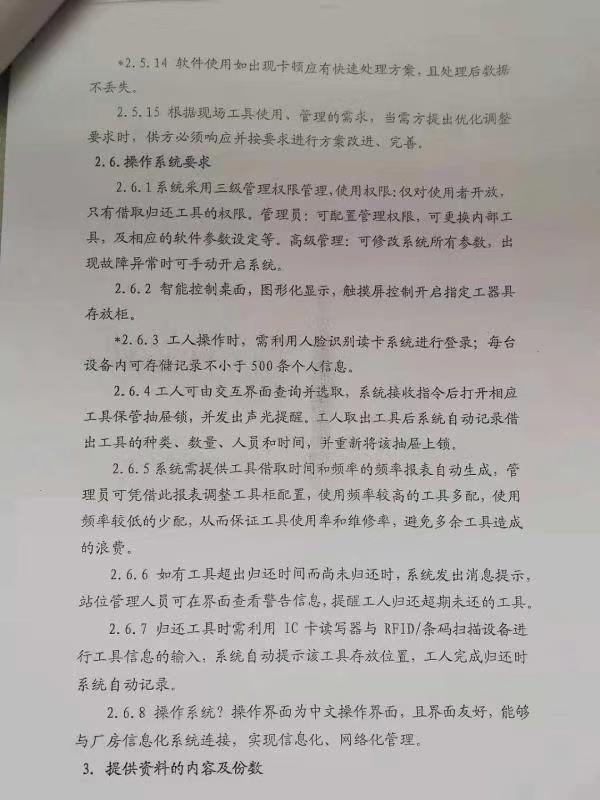 *2.5.14 软件使用如出现卡顿应有快速处理方案，且处理后数据
不丢失。
2.5.15 根据现场工具使用、管理的需求，当需方提出优化调整
要求时，供方必须响应并按要求进行方案改进、完善。
2.6.操作系统要求
2.6.1系统采用三级管理权限管理，使用权限：仅对使用者开放，
只有借取归还工具的权限。管理员：可配置管理权限，可更换内部工
具，及相应的软件参数设定等。高级管理：可修改系统所有参数，出
现故障异常时可手动开启系统。
2.6.2 智能控制桌面，图形化显示，触摸屏控制开启指定工器具
存放柜。
*2.6.3 工人操作时，需利用人脸识别读卡系统进行登录；每台
设备内可存储记录不小于500条个人信息。
2.6.4工人可由交互界面查询并选取，系统接收指令后打开相应
工具保管抽屉锁，并发出声光提醒。工人取出工具后系统自动记录借
出工具的种类、数量、人员和时间，并重新将该抽屉上锁。
2.6.5系统需提供工具借取时间和频率的频率报表自动生成，管
理员可凭借此报表调整工具柜配置，使用频率较高的工具多配，使用
频率较低的少配，从而保证工具使用率和维修率，避免多余工具造成
的浪费。
2.6.6 如有工具超出归还时间而尚未归还时，系统发出消息提示，
站位管理人员可在界面查看警告信息，提醒工人归还超期未还的工具。
2.6.7 归还工具时需利用 IC卡读写器与 RFID/条码扫描设备进
行工具信息的输入，系统自动提示该工具存放位置，工人完成归还时
系统自动记录。
2.6.8 操作系统？操作界面为中文操作界面，且界面友好，能够
与厂房信息化系统连接，实现信息化、网络化管理。
3. 提供资料的内容及份数